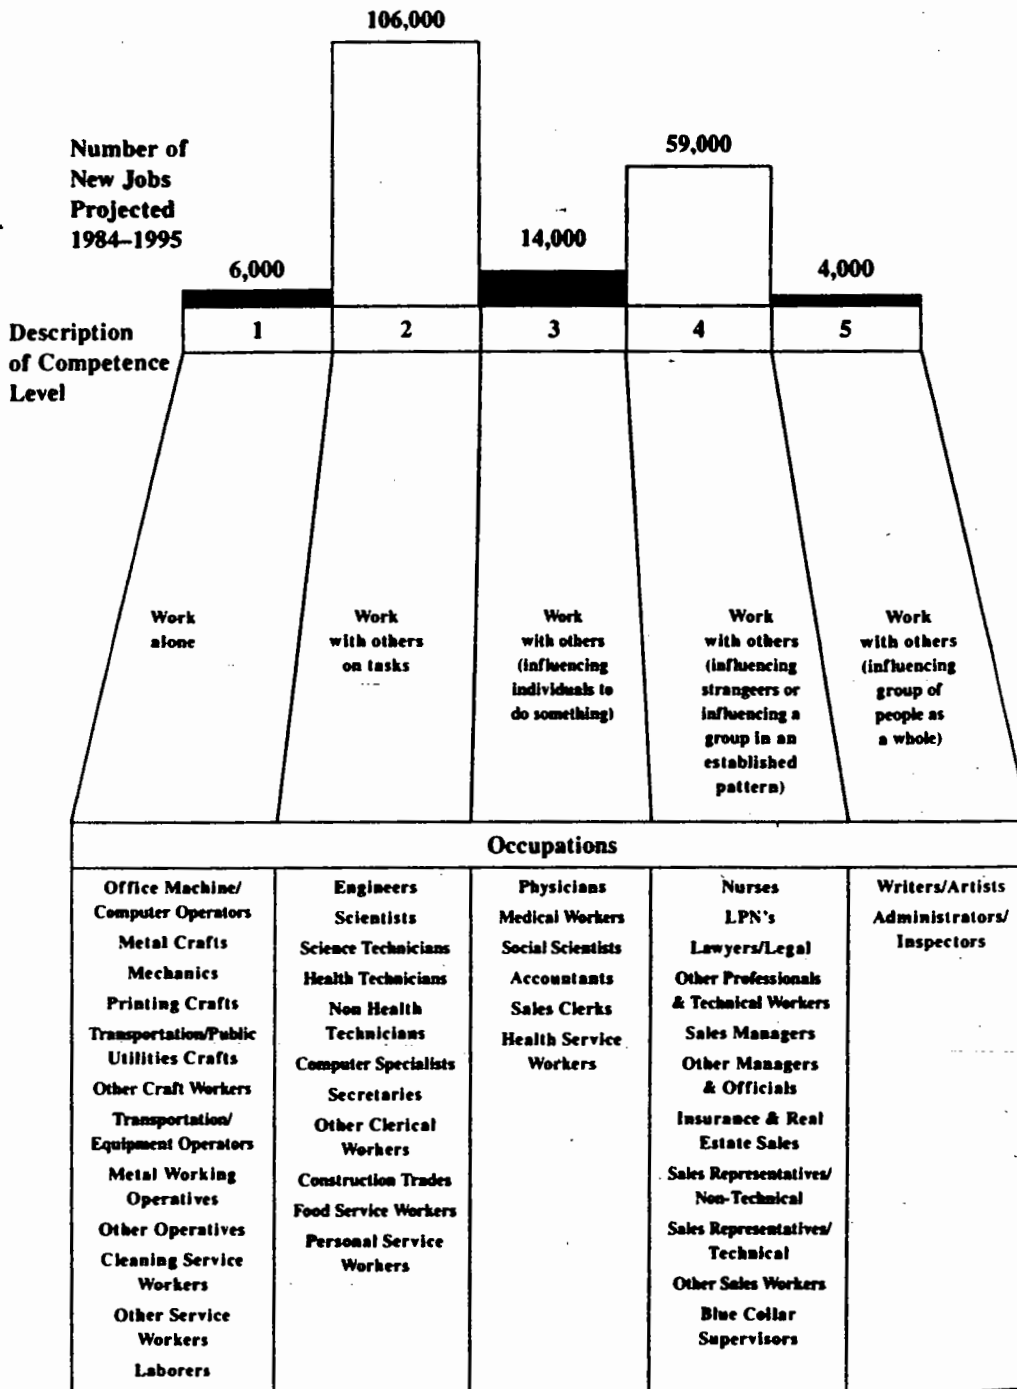 106,000
Number of
New Jobs
Projected
1984–1995
59,000
14,000
6,000
4,000
Description
of Competence
Level
1
2
3
4
5
Work
alone
Work
with others
on tasks
Work
with others
(influencing
individuals to
do something)
Work
with others
(influencing
strangeers or
influencing a
group in an
established
pattern)
Work
with others
(influencing
group of
people as
a whole)
Occupations
Office Machine/
Computer Operators
Metal Crafts
Mechanics
Printing Crafts
Transportation/Public
Utilities Crafts
Other Craft Workers
Transportation/
Equipment Operators
Metal Working
Operatives
Other Operatives
Cleaning Service
Workers
Other Service
Workers
Laborers
Engineers
Scientists
Science Technicians
Health Technicians
Non Health
Technicians
Computer Specialists
Secretaries
Other Clerical
Workers
Construction Trades
Food Service Workers
Personal Service
Workers
Physicians
Medical Workers
Social Scientists
Accountants
Sales Clerks
Health Service
Workers
Nurses
LPN's
Lawyers/Legal
Other Professionals
& Technical Workers
Sales Managers
Other Managers
& Officials
Insurance & Real
Estate Sales
Sales Representatives/
Non-Technical
Sales Representatives/
Technical
Other Sales Workers
Blue Collar
Supervisors
Writers/Artists
Administrators/
Inspectors